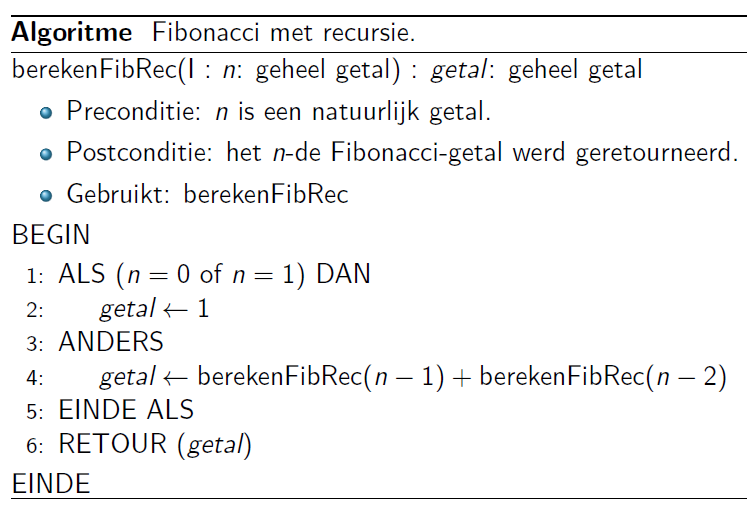 Algoritme Fibonacci met recursie.
berekenFibRec(I : n: geheel getal) : getal: geheel getal
Preconditie: n is een natuurlijk getal.
Postconditie: het n-de Fibonacci-getal werd geretourneerd.
Gebruikt: berekenFibRec
BEGIN
1: ALS (n = 0 of n = 1) DAN
2: getal ← 1
3: ANDERS
4: getal ← berekenFibRec(n − 1) + berekenFibRec(n − 2)
5: EINDE ALS
6: RETOUR (getal)
EINDE